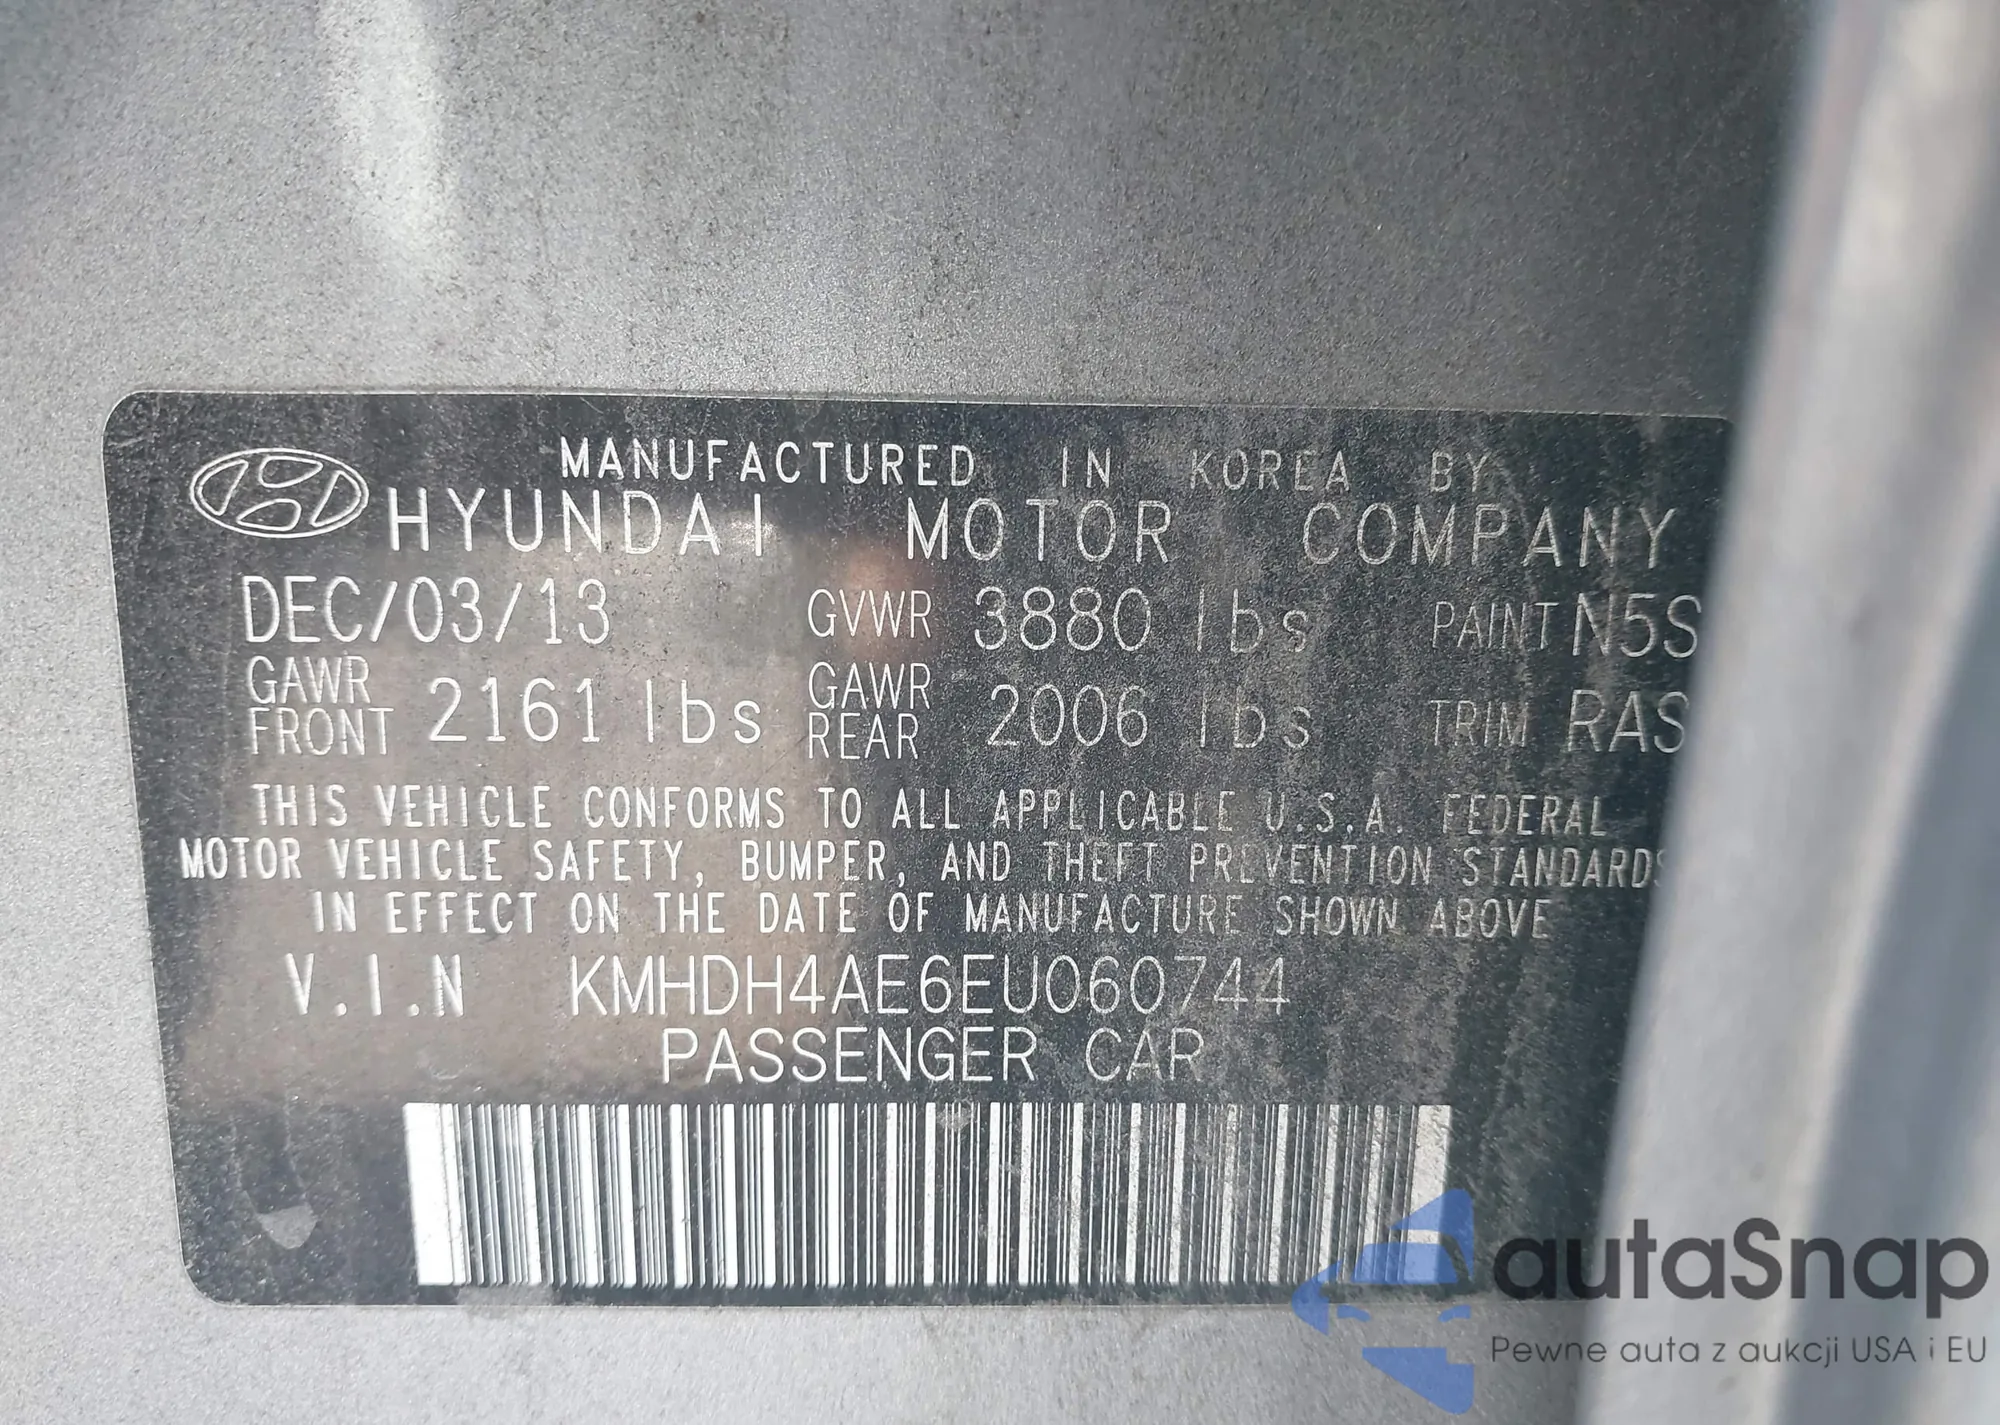 MANUFACTURED IN KOREA BY
HYUNDAI MOTOR COMPANY
DEC/03/13 GVWR 3880 lbs PAINT N5S
GAWR FRONT 2161 lbs GAWR REAR 2006 lbs TRIM RAS
THIS VEHICLE CONFORMS TO ALL APPLICABLE U.S.A. FEDERAL
MOTOR VEHICLE SAFETY, BUMPER, AND THEFT PREVENTION STANDARDS
IN EFFECT ON THE DATE OF MANUFACTURE SHOWN ABOVE
V.I.N KMHDH4AE6EU060744
PASSENGER CAR
autaSnap
Pewne auta z aukcji USA i EU